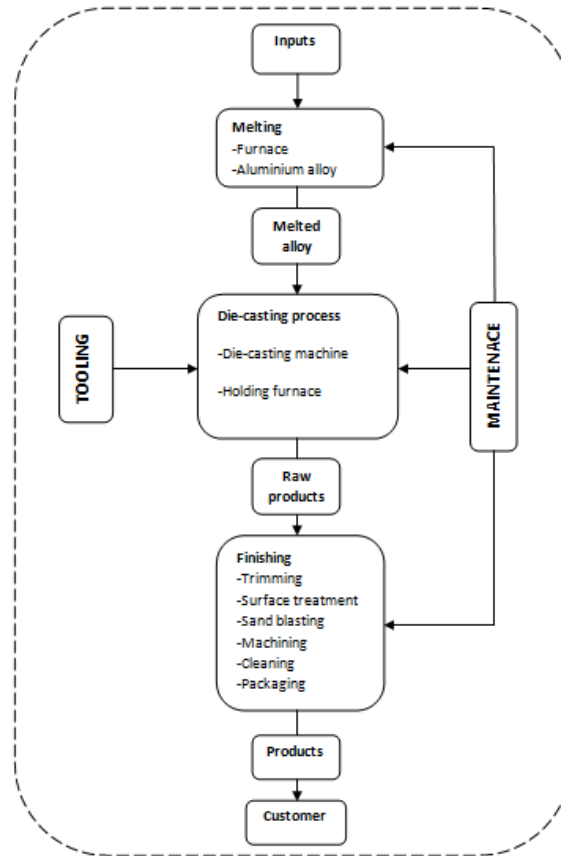 Inputs
Melting
-Furnace
-Aluminium alloy
Melted
alloy
Die-casting process
-Die-casting machine
-Holding furnace
TOOLING
MAINTENACE
Raw
products
Finishing
-Trimming
-Surface treatment
-Sand blasting
-Machining
-Cleaning
-Packaging
Products
Customer